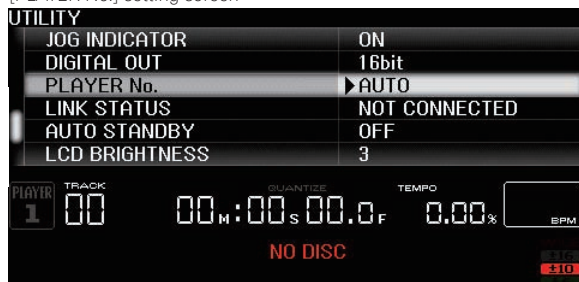 [PLAYER No.] setting screen
UTILITY
JOG INDICATOR ON
DIGITAL OUT 16bit
PLAYER No. ▶AUTO
LINK STATUS NOT CONNECTED
AUTO STANDBY OFF
LCD BRIGHTNESS 3
PLAYER 1 TRACK 00 00M:00s00.0F QUANTIZE TEMPO 0.00% BPM
NO DISC
±16
±10